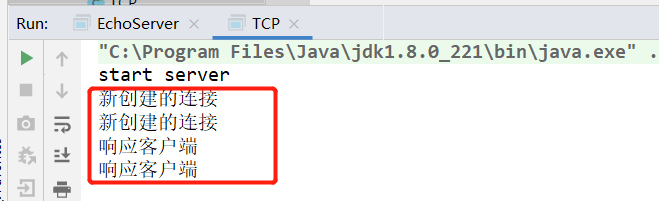 TCP
Run: EchoServer × TCP ×
"C:\Program Files\Java\jdk1.8.0_221\bin\java.exe" .
start server
新创建的连接
新创建的连接
响应客户端
响应客户端